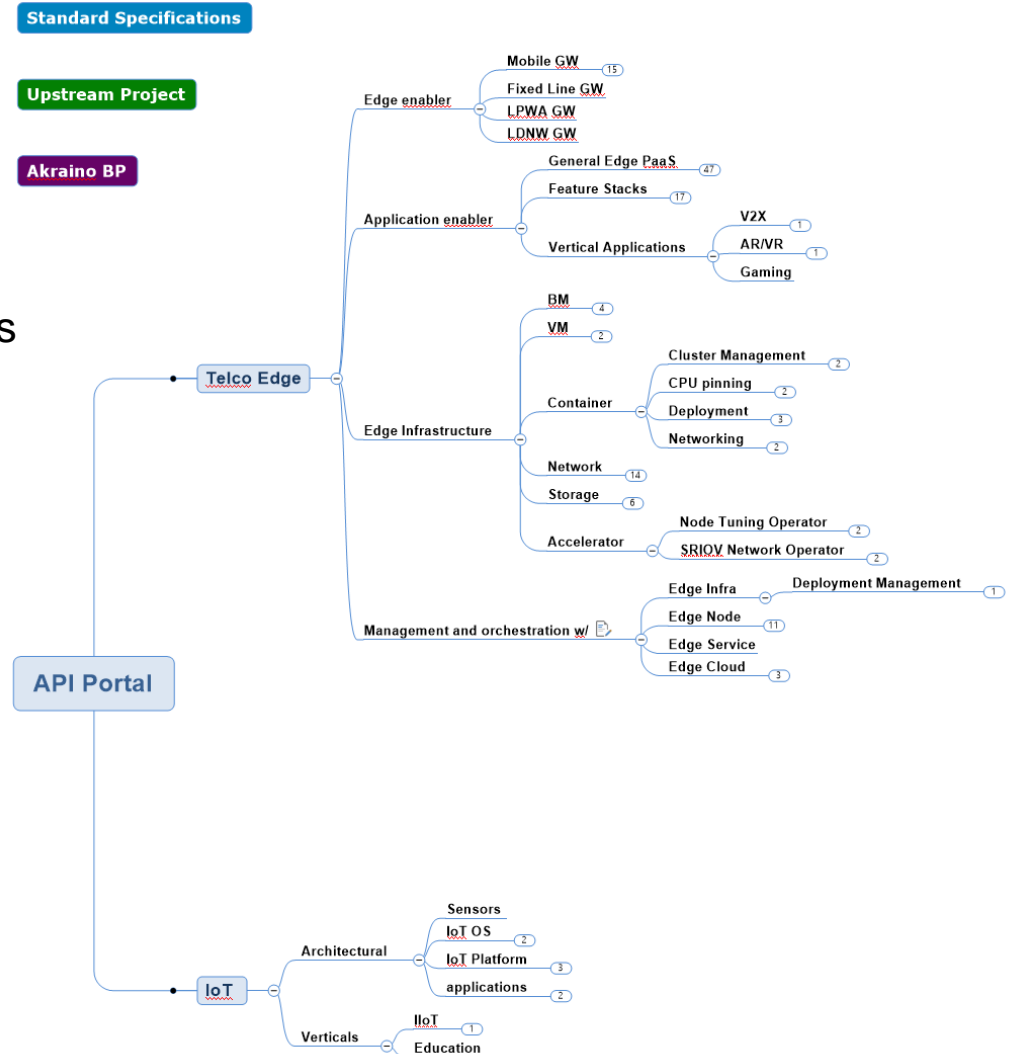 Standard Specifications
Upstream Project
Akraino BP
s
API Portal
Telco Edge
Edge enabler
Mobile GW 15
Fixed Line GW
LPWA GW
LDNW GW
Application enabler
General Edge PaaS 47
Feature Stacks 17
Vertical Applications
V2X 1
AR/VR 1
Gaming
Edge Infrastructure
BM 4
VM 2
Container
Cluster Management 2
CPU pinning 2
Deployment 3
Networking 2
Network 14
Storage 6
Accelerator
Node Tuning Operator 2
SRIOV Network Operator 2
Management and orchestration w/
Edge Infra
Deployment Management 1
Edge Node 11
Edge Service
Edge Cloud 3
IoT
Architectural
Sensors
IoT OS 2
IoT Platform 3
applications 2
Verticals
IIoT 1
Education